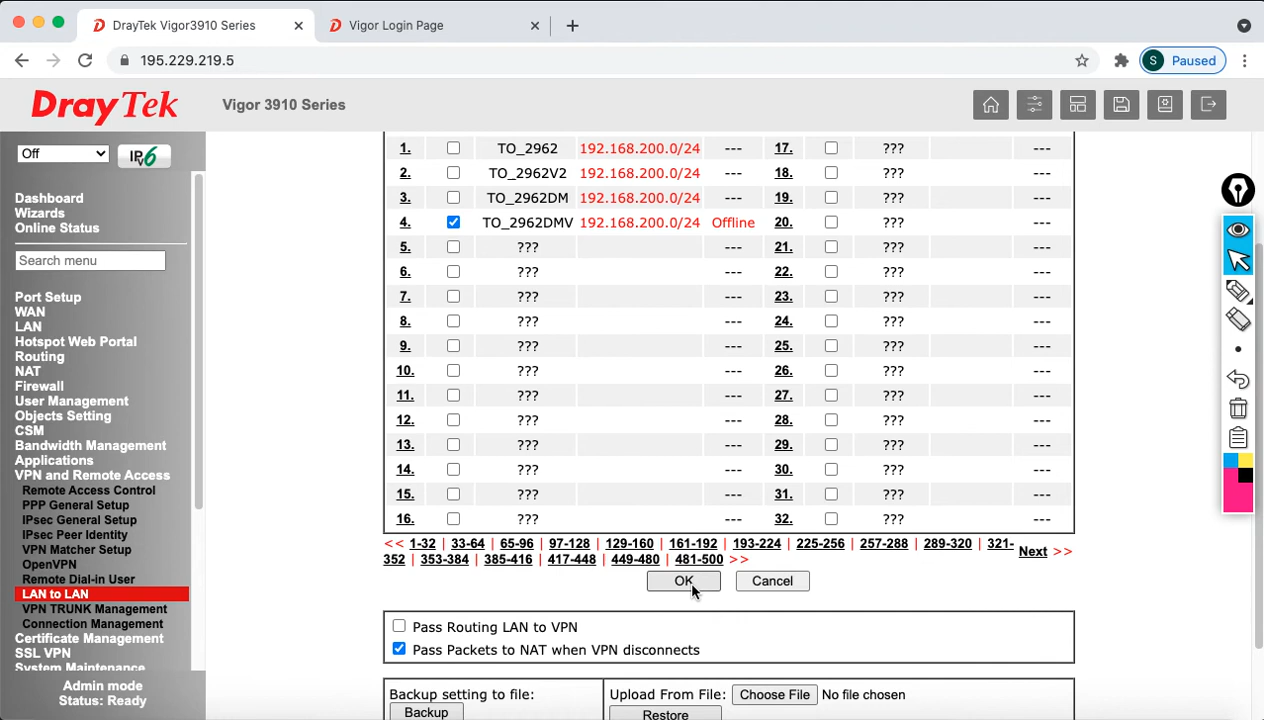 DrayTek Vigor3910 Series
Vigor Login Page
195.229.219.5
S Paused
DrayTek Vigor 3910 Series
Off IPv6
Dashboard
Wizards
Online Status
Search menu
Port Setup
WAN
LAN
Hotspot Web Portal
Routing
NAT
Firewall
User Management
Objects Setting
CSM
Bandwidth Management
Applications
VPN and Remote Access
Remote Access Control
PPP General Setup
IPsec General Setup
IPsec Peer Identity
VPN Matcher Setup
OpenVPN
Remote Dial-in User
LAN to LAN
VPN TRUNK Management
Connection Management
Certificate Management
SSL VPN
System Maintenance
Admin mode
Status: Ready
1. TO_2962 192.168.200.0/24 --- 17. ??? ---
2. TO_2962V2 192.168.200.0/24 --- 18. ??? ---
3. TO_2962DM 192.168.200.0/24 --- 19. ??? ---
4. TO_2962DMV 192.168.200.0/24 Offline 20. ??? ---
5. ??? --- 21. ??? ---
6. ??? --- 22. ??? ---
7. ??? --- 23. ??? ---
8. ??? --- 24. ??? ---
9. ??? --- 25. ??? ---
10. ??? --- 26. ??? ---
11. ??? --- 27. ??? ---
12. ??? --- 28. ??? ---
13. ??? --- 29. ??? ---
14. ??? --- 30. ??? ---
15. ??? --- 31. ??? ---
16. ??? --- 32. ??? ---
<< 1-32 | 33-64 | 65-96 | 97-128 | 129-160 | 161-192 | 193-224 | 225-256 | 257-288 | 289-320 | 321-
352 | 353-384 | 385-416 | 417-448 | 449-480 | 481-500 >>
Next >>
OK Cancel
Pass Routing LAN to VPN
Pass Packets to NAT when VPN disconnects
Backup setting to file: Upload From File: Choose File No file chosen
Backup Restore